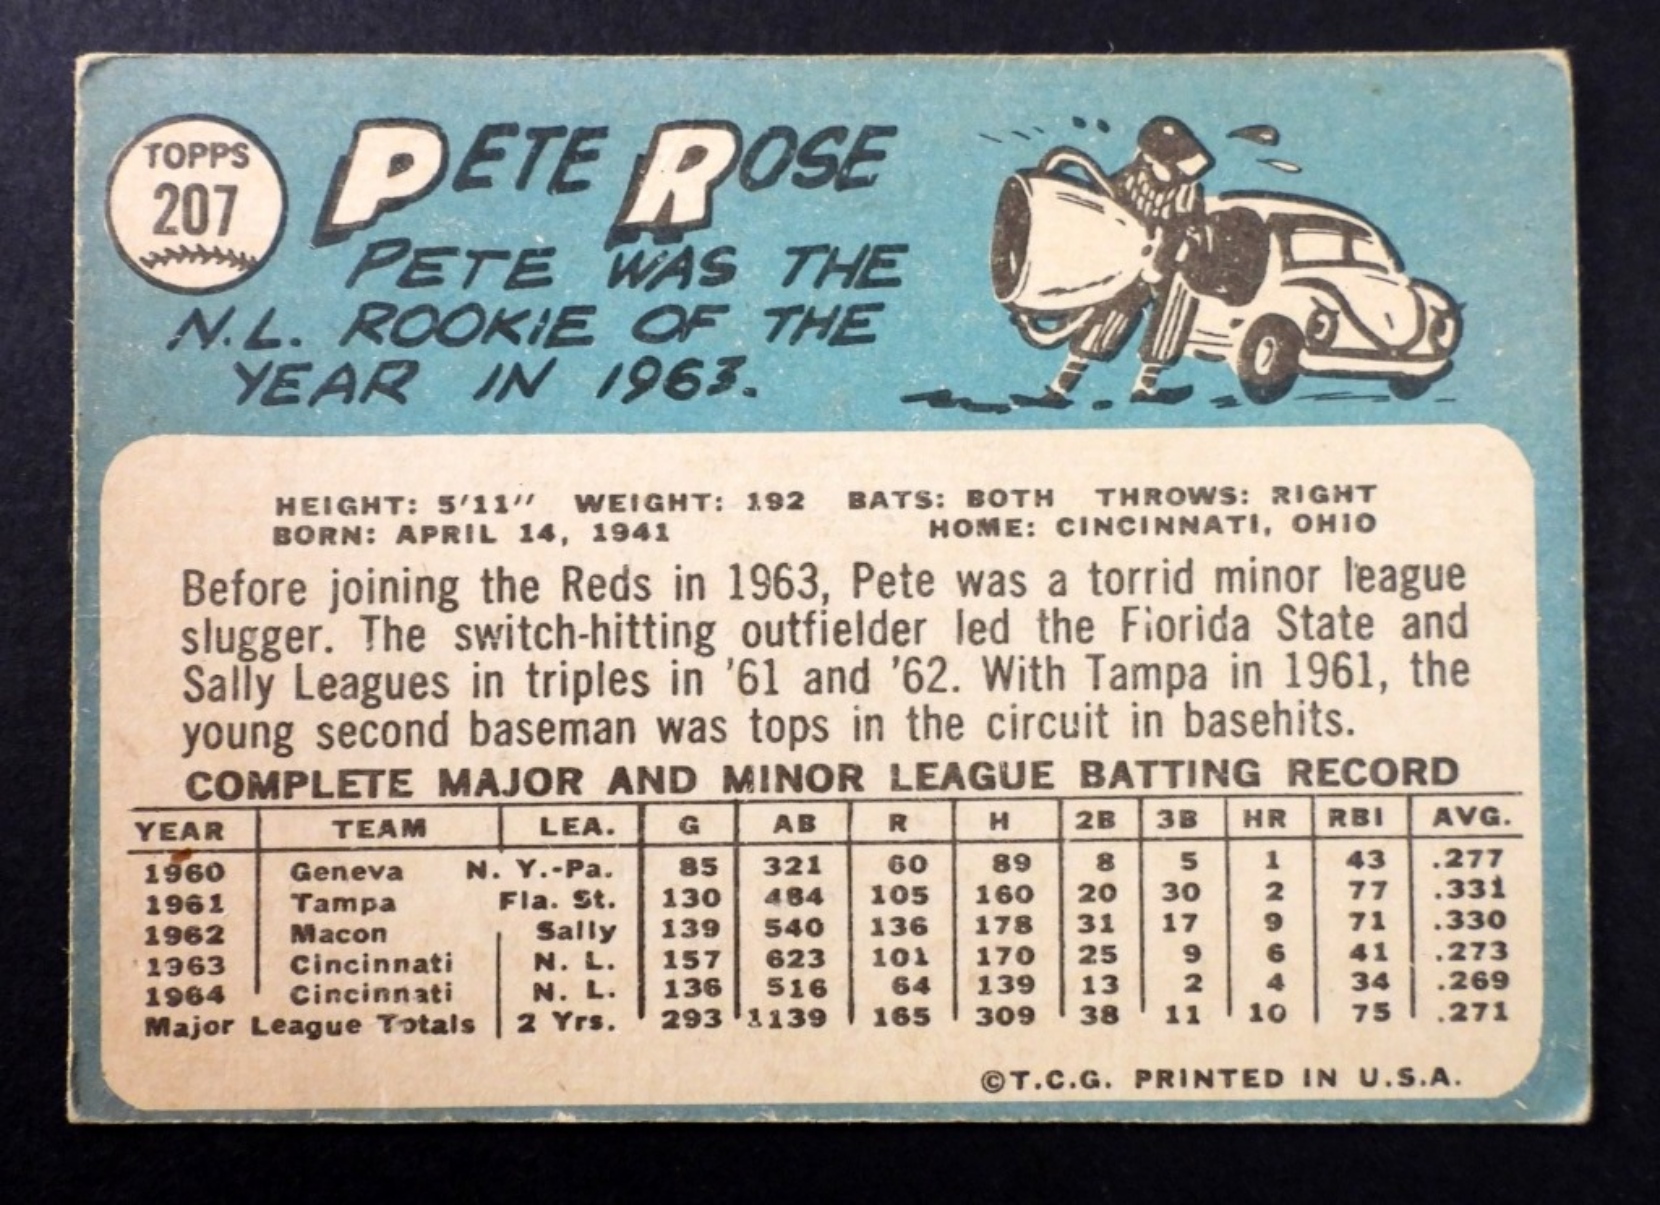 TOPPS
207
PETE ROSE
PETE WAS THE
N.L. ROOKIE OF THE
YEAR IN 1963.
HEIGHT: 5'11" WEIGHT: 192 BATS: BOTH THROWS: RIGHT
BORN: APRIL 14, 1941 HOME: CINCINNATI, OHIO
Before joining the Reds in 1963, Pete was a torrid minor league
slugger. The switch-hitting outfielder led the Florida State and
Sally Leagues in triples in '61 and '62. With Tampa in 1961, the
young second baseman was tops in the circuit in basehits.
COMPLETE MAJOR AND MINOR LEAGUE BATTING RECORD
YEAR TEAM LEA. G AB R H 2B 3B HR RBI AVG.
1960 Geneva N. Y.-Pa. 85 321 60 89 8 5 1 43 .277
1961 Tampa Fla. St. 130 484 105 160 20 30 2 77 .331
1962 Macon Sally 139 540 136 178 31 17 9 71 .330
1963 Cincinnati N. L. 157 623 101 170 25 9 6 41 .273
1964 Cincinnati N. L. 136 516 64 139 13 2 4 34 .269
Major League Totals 2 Yrs. 293 1139 165 309 38 11 10 75 .271
©T.C.G. PRINTED IN U.S.A.